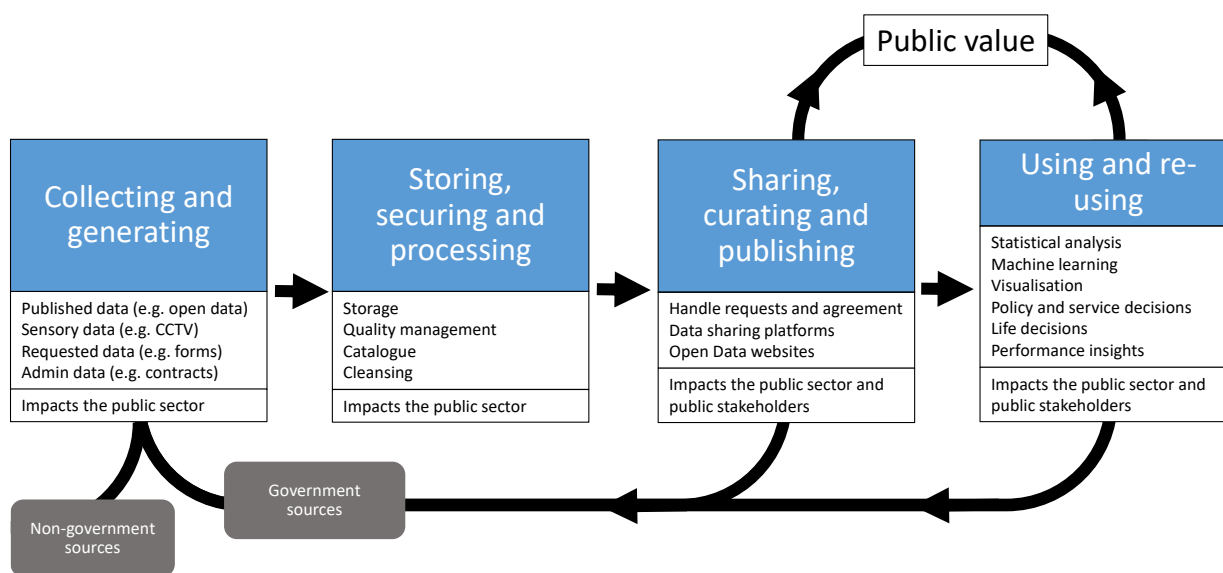 Public value
Collecting and
generating
Published data (e.g. open data)
Sensory data (e.g. CCTV)
Requested data (e.g. forms)
Admin data (e.g. contracts)
Impacts the public sector
Storing,
securing and
processing
Storage
Quality management
Catalogue
Cleansing
Impacts the public sector
Sharing,
curating and
publishing
Handle requests and agreement
Data sharing platforms
Open Data websites
Impacts the public sector and
public stakeholders
Using and re-
using
Statistical analysis
Machine learning
Visualisation
Policy and service decisions
Life decisions
Performance insights
Impacts the public sector and
public stakeholders
Government
sources
Non-government
sources